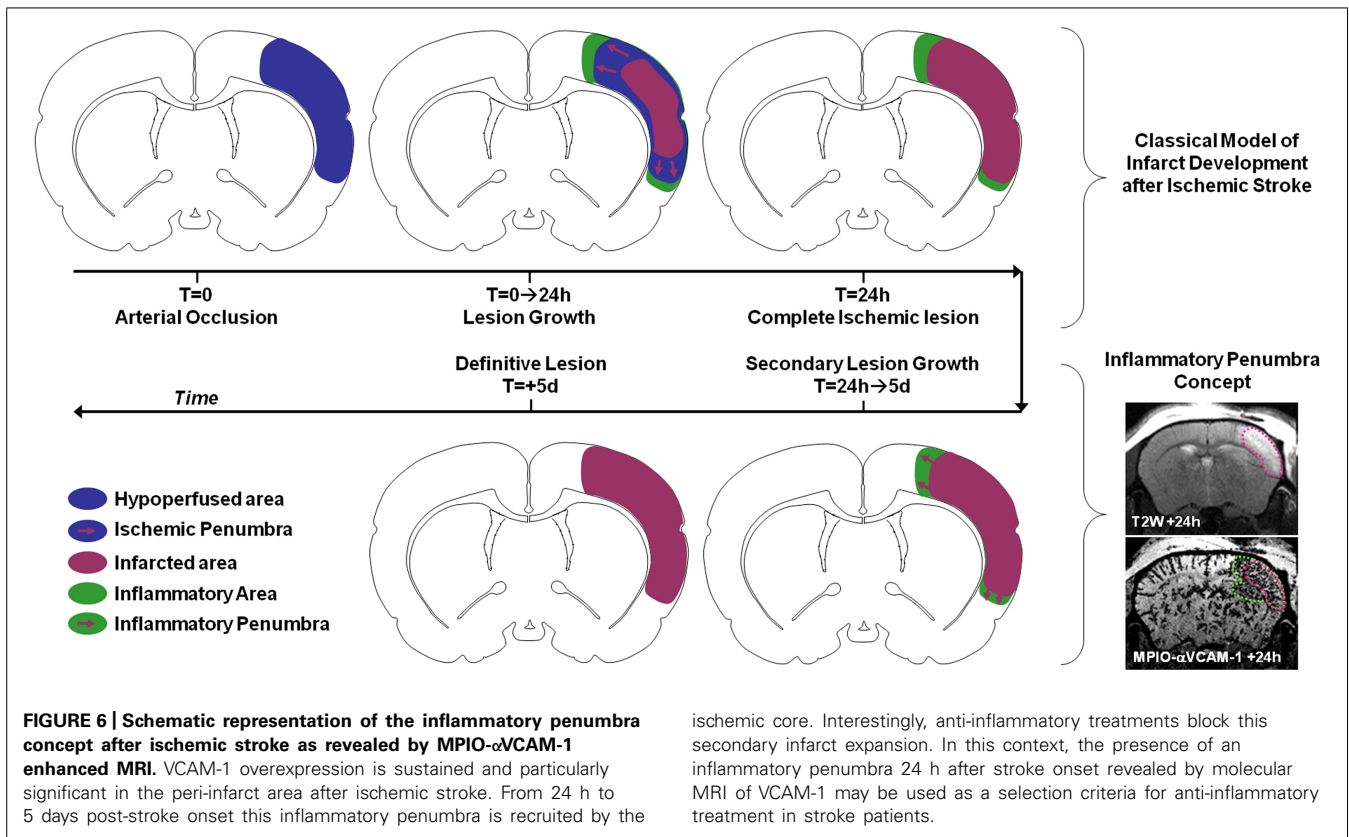 Classical Model of
Infarct Development
after Ischemic Stroke
T=0
Arterial Occlusion
T=0→24h
Lesion Growth
T=24h
Complete Ischemic lesion
Definitive Lesion
T=+5d
Secondary Lesion Growth
T=24h→5d
Time
Inflammatory Penumbra
Concept
T2W +24h
MPIO-αVCAM-1 +24h
Hypoperfused area
Ischemic Penumbra
Infarcted area
Inflammatory Area
Inflammatory Penumbra
FIGURE 6 | Schematic representation of the inflammatory penumbra
concept after ischemic stroke as revealed by MPIO-αVCAM-1
enhanced MRI. VCAM-1 overexpression is sustained and particularly
significant in the peri-infarct area after ischemic stroke. From 24 h to
5 days post-stroke onset this inflammatory penumbra is recruited by the
ischemic core. Interestingly, anti-inflammatory treatments block this
secondary infarct expansion. In this context, the presence of an
inflammatory penumbra 24 h after stroke onset revealed by molecular
MRI of VCAM-1 may be used as a selection criteria for anti-inflammatory
treatment in stroke patients.